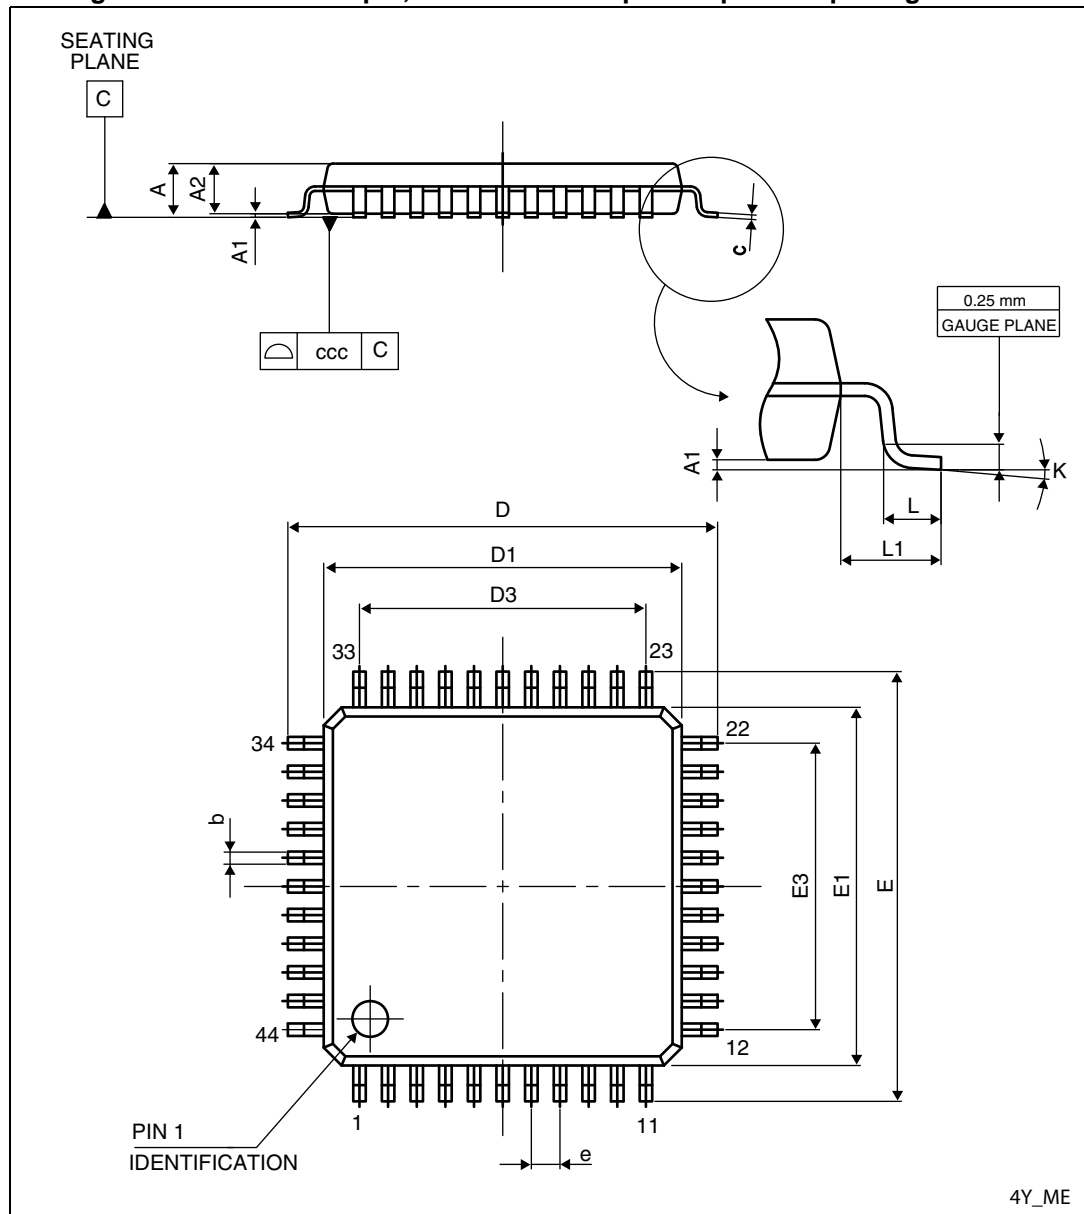 SEATING
PLANE
C
A
A2
A1
c
ccc C
0.25 mm
GAUGE PLANE
A1
K
L
L1
D
D1
D3
33
23
34
22
b
E3
E1
E
44
12
1
11
PIN 1
IDENTIFICATION
e
4Y_ME